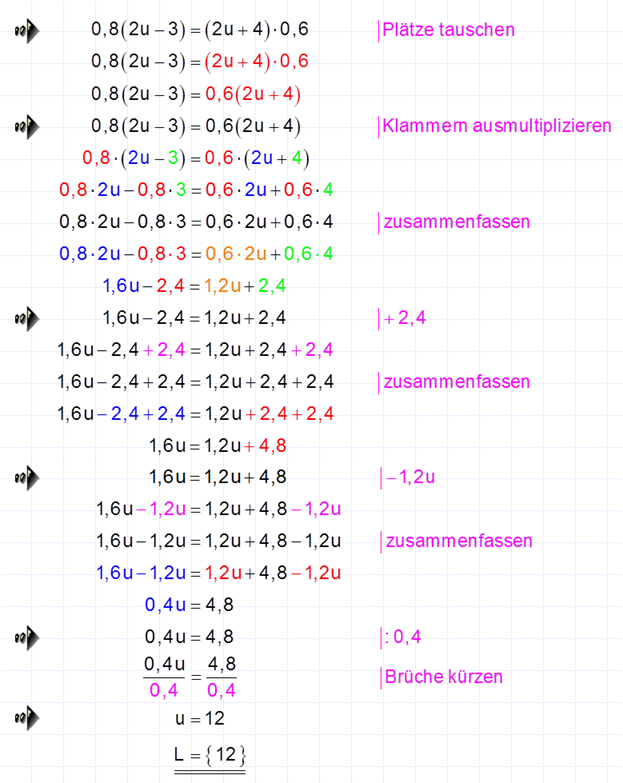 0,8(2u−3)=(2u+4)·0,6 |Plätze tauschen
0,8(2u−3)=(2u+4)·0,6
0,8(2u−3)=0,6(2u+4)
0,8(2u−3)=0,6(2u+4) |Klammern ausmultiplizieren
0,8·(2u−3)=0,6·(2u+4)
0,8·2u−0,8·3=0,6·2u+0,6·4
0,8·2u−0,8·3=0,6·2u+0,6·4 |zusammenfassen
0,8·2u−0,8·3=0,6·2u+0,6·4
1,6u−2,4=1,2u+2,4
1,6u−2,4=1,2u+2,4 |+2,4
1,6u−2,4+2,4=1,2u+2,4+2,4
1,6u−2,4+2,4=1,2u+2,4+2,4 |zusammenfassen
1,6u−2,4+2,4=1,2u+2,4+2,4
1,6u=1,2u+4,8
1,6u=1,2u+4,8 |−1,2u
1,6u−1,2u=1,2u+4,8−1,2u
1,6u−1,2u=1,2u+4,8−1,2u |zusammenfassen
1,6u−1,2u=1,2u+4,8−1,2u
0,4u=4,8
0,4u=4,8 |:0,4
0,4u/0,4=4,8/0,4 |Brüche kürzen
u=12
L={12}